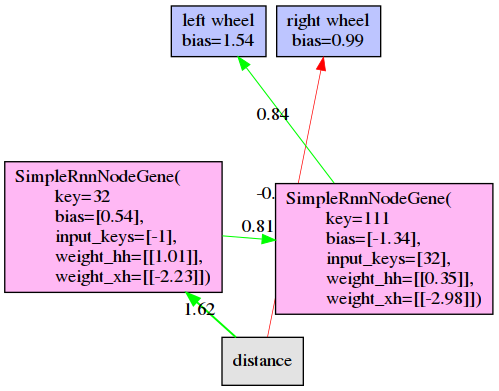 left wheel
bias=1.54
right wheel
bias=0.99
0.84
SimpleRnnNodeGene(
key=32
bias=[0.54],
input_keys=[-1],
weight_hh=[[1.01]],
weight_xh=[[-2.23]])
-0.
0.81
SimpleRnnNodeGene(
key=111
bias=[-1.34],
input_keys=[32],
weight_hh=[[0.35]],
weight_xh=[[-2.98]])
1.62
distance